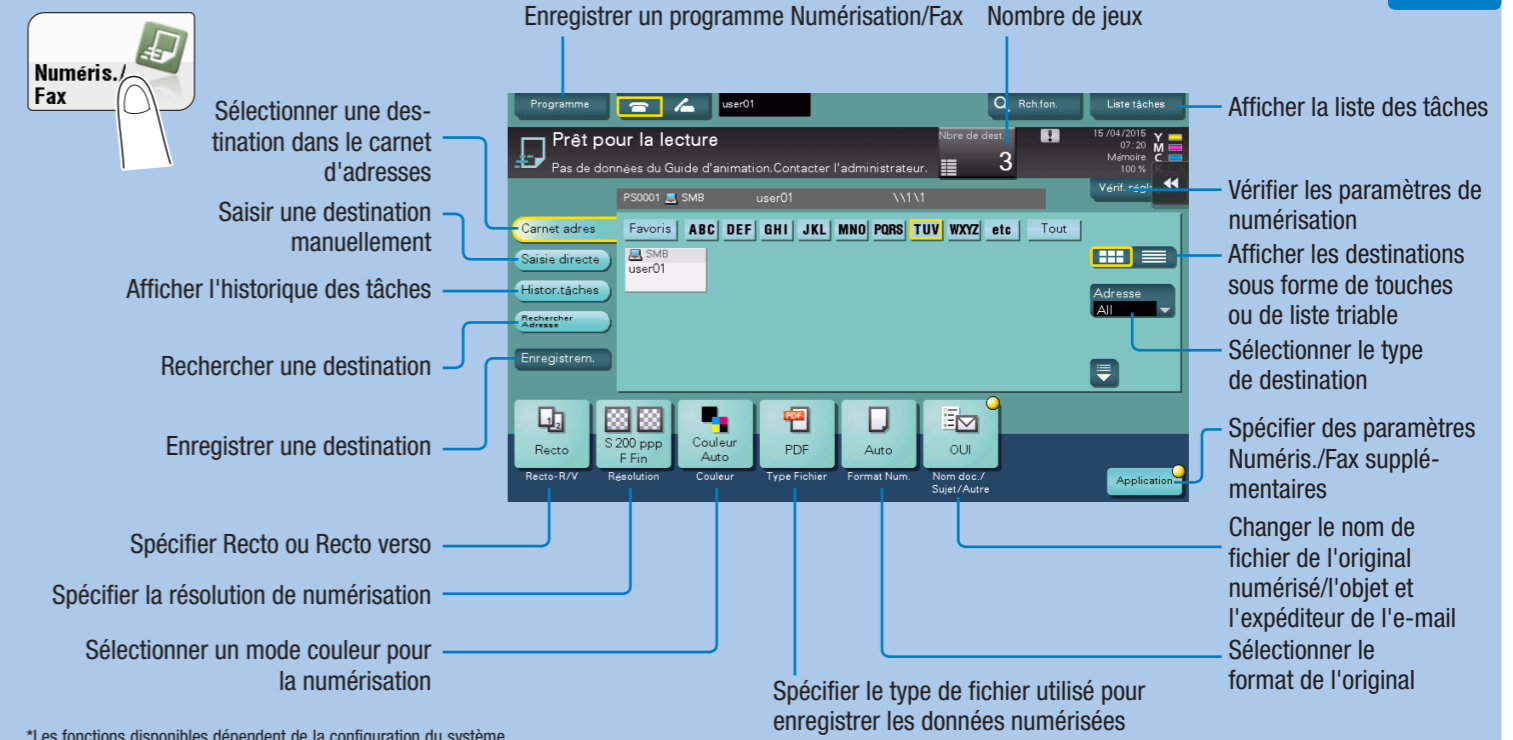 Enregistrer un programme Numérisation/Fax
Nombre de jeux
Numéris./
Fax
Sélectionner une des-
tination dans le carnet
d'adresses
Saisir une destination
manuellement
Afficher l'historique des tâches
Rechercher une destination
Enregistrer une destination
Spécifier Recto ou Recto verso
Spécifier la résolution de numérisation
Sélectionner un mode couleur pour
la numérisation
Programme
user01
Rch.fon.
Liste tâches
Prêt pour la lecture
Pas de données du Guide d'animation.Contacter l'administrateur.
Nbre de dest.
3
15/04/2015
07:20
Mémoire
100 %
Y
M
C
K
Vérif. régl
PS0001 SMB user01 \\1\1
Carnet adres
Saisie directe
Histor.tâches
Rechercher
Adresse
Enregistrem.
Favoris ABC DEF GHI JKL MNO PQRS TUV WXYZ etc Tout
SMB
user01
Adresse
All
Recto
Recto-R/V
S 200 ppp
F Fin
Résolution
Couleur
Auto
Couleur
PDF
PDF
Type Fichier
Auto
Format Num.
OUI
Nom doc./
Sujet/Autre
Application
Afficher la liste des tâches
Vérifier les paramètres de
numérisation
Afficher les destinations
sous forme de touches
ou de liste triable
Sélectionner le type
de destination
Spécifier des paramètres
Numéris./Fax supplé-
mentaires
Changer le nom de
fichier de l'original
numérisé/l'objet et
l'expéditeur de l'e-mail
Sélectionner le
format de l'original
Spécifier le type de fichier utilisé pour
enregistrer les données numérisées
*Les fonctions disponibles dépendent de la configuration du système.